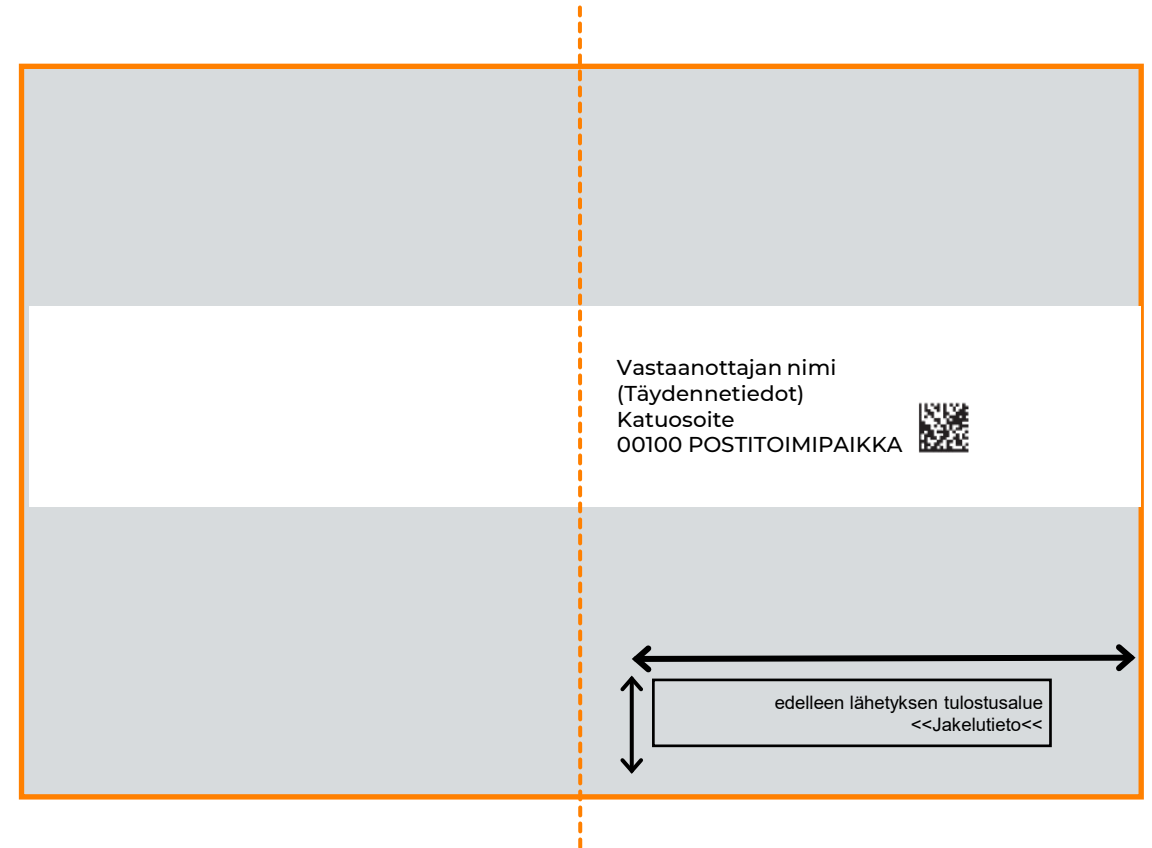 Vastaanottajan nimi
(Täydennetiedot)
Katuosoite
00100 POSTITOIMIPAIKKA
edelleen lähetyksen tulostusalue
<<Jakelutieto<<